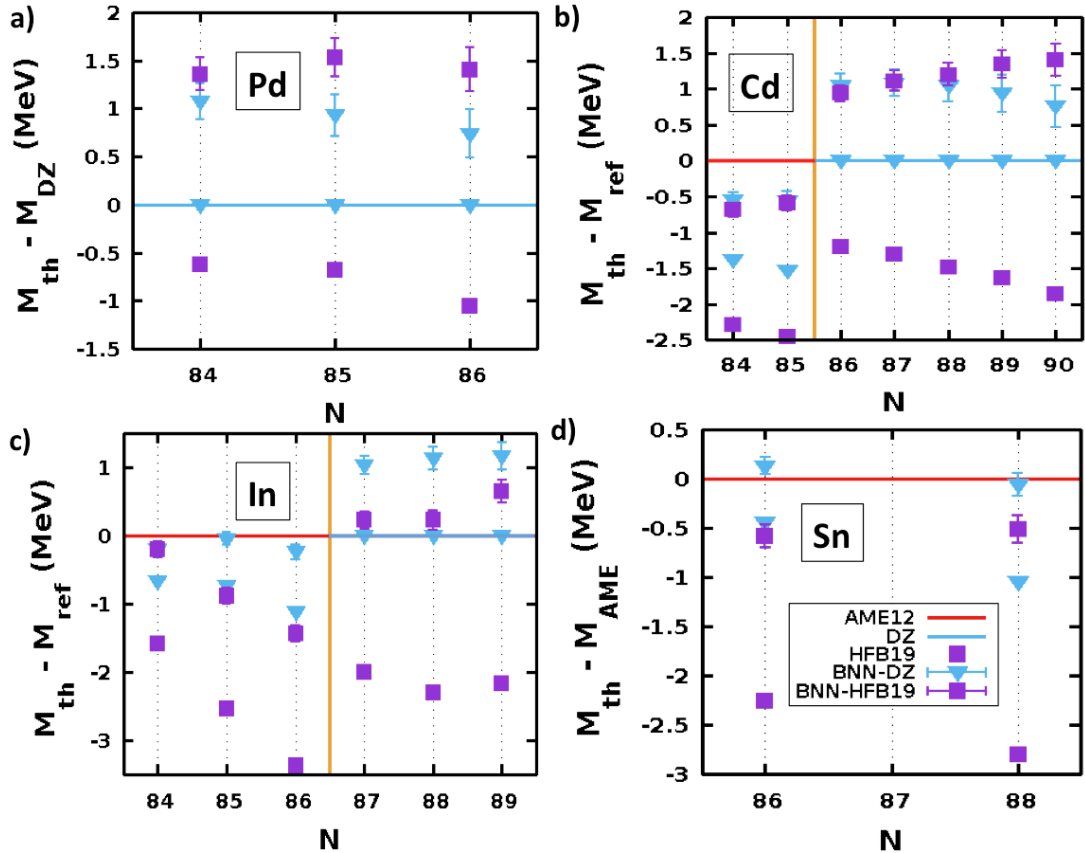 a)
Pd
M_th - M_DZ (MeV)
2
1.5
1
0.5
0
-0.5
-1
-1.5
84 85 86
N
b)
Cd
M_th - M_ref (MeV)
2
1.5
1
0.5
0
-0.5
-1
-1.5
-2
-2.5
84 85 86 87 88 89 90
N
c)
In
M_th - M_ref (MeV)
1
0
-1
-2
-3
84 85 86 87 88 89
N
d)
Sn
M_th - M_AME (MeV)
0.5
0
-0.5
-1
-1.5
-2
-2.5
-3
AME12
DZ
HFB19
BNN-DZ
BNN-HFB19
86 87 88
N